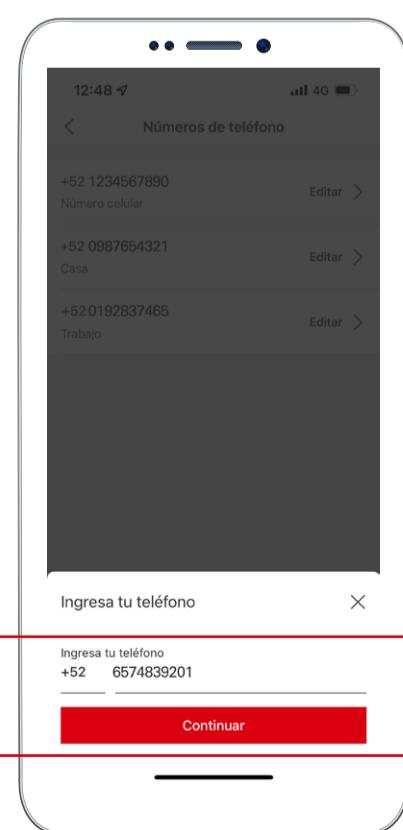 12:48 4G
Números de teléfono
+52 1234567890
Número celular
Editar
+52 0987654321
Casa
Editar
+52 0192837465
Trabajo
Editar
Ingresa tu teléfono
Ingresa tu teléfono
+52 6574839201
Continuar